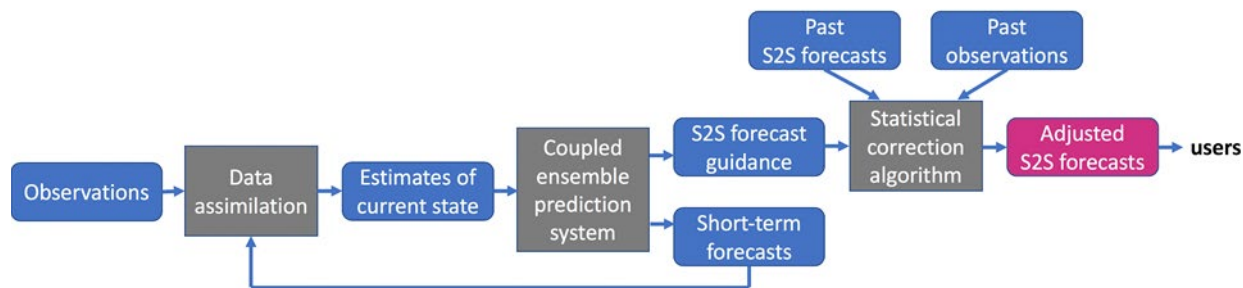 Past
S2S forecasts
Past
observations
Observations
Data
assimilation
Estimates of
current state
Coupled
ensemble
prediction
system
S2S forecast
guidance
Short-term
forecasts
Statistical
correction
algorithm
Adjusted
S2S forecasts
users